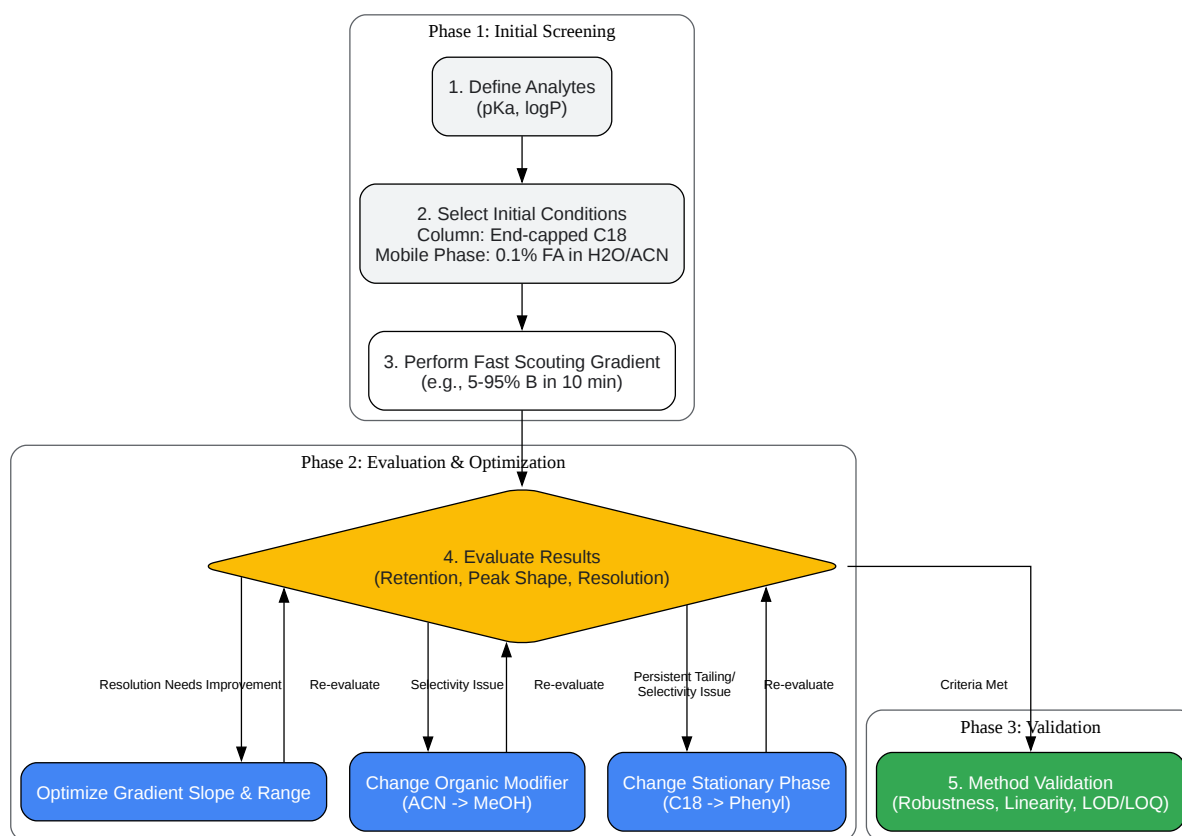 Phase 1: Initial Screening
1. Define Analytes
(pKa, logP)
2. Select Initial Conditions
Column: End-capped C18
Mobile Phase: 0.1% FA in H2O/ACN
3. Perform Fast Scouting Gradient
(e.g., 5-95% B in 10 min)
Phase 2: Evaluation & Optimization
4. Evaluate Results
(Retention, Peak Shape, Resolution)
Resolution Needs Improvement
Re-evaluate
Selectivity Issue
Re-evaluate
Persistent Tailing/
Selectivity Issue
Re-evaluate
Criteria Met
Optimize Gradient Slope & Range
Change Organic Modifier
(ACN -> MeOH)
Change Stationary Phase
(C18 -> Phenyl)
Phase 3: Validation
5. Method Validation
(Robustness, Linearity, LOD/LOQ)